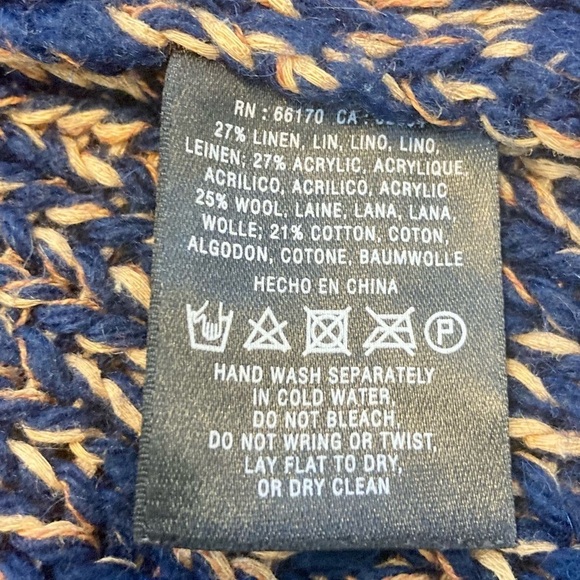 RN : 66170 CA :
27% LINEN, LIN, LINO, LINO,
LEINEN; 27% ACRYLIC, ACRYLIQUE,
ACRILICO, ACRILICO, ACRYLIC
25% WOOL, LAINE, LANA, LANA,
WOLLE; 21% COTTON, COTON,
ALGODON, COTONE, BAUMWOLLE
HECHO EN CHINA
P
HAND WASH SEPARATELY
IN COLD WATER,
DO NOT BLEACH,
DO NOT WRING OR TWIST,
LAY FLAT TO DRY,
OR DRY CLEAN